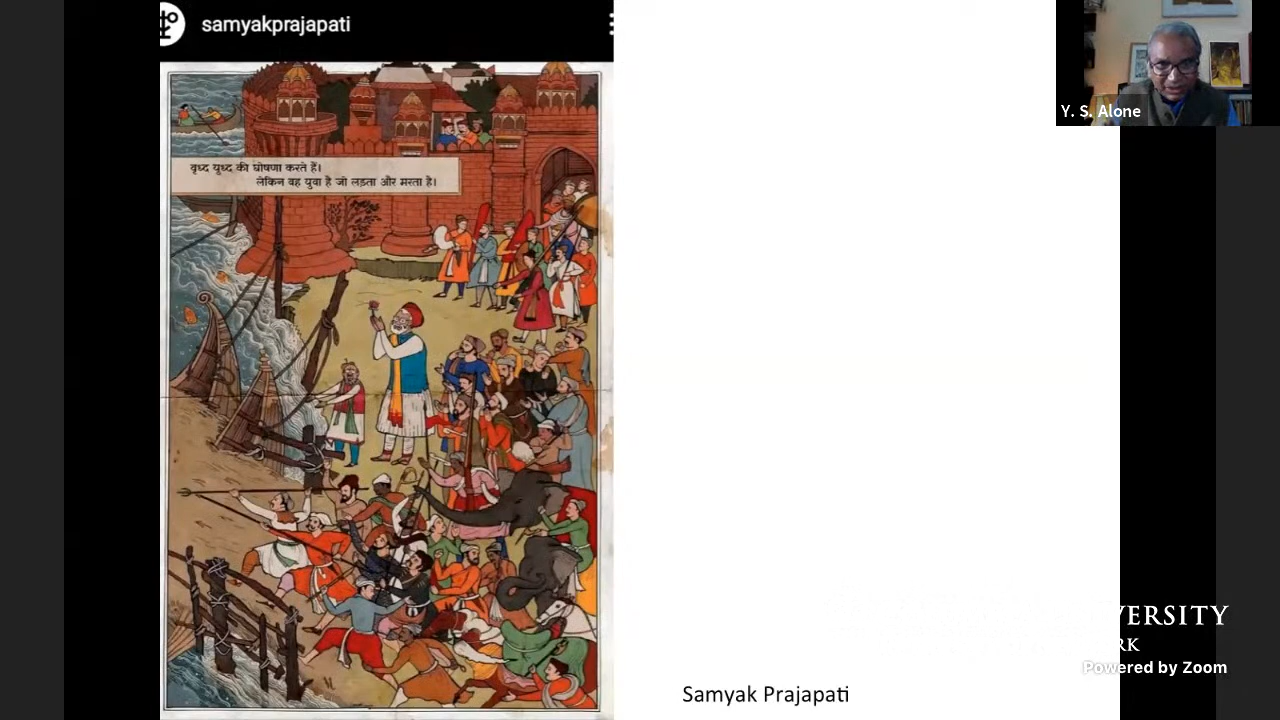 samyakprajapati
Y. S. Alone
वृध्द युध्द की घोषणा करते हैं।
लेकिन वह युवा है जो लड़ता और मरता है।
VERSITY
RK
Powered by Zoom
Samyak Prajapati